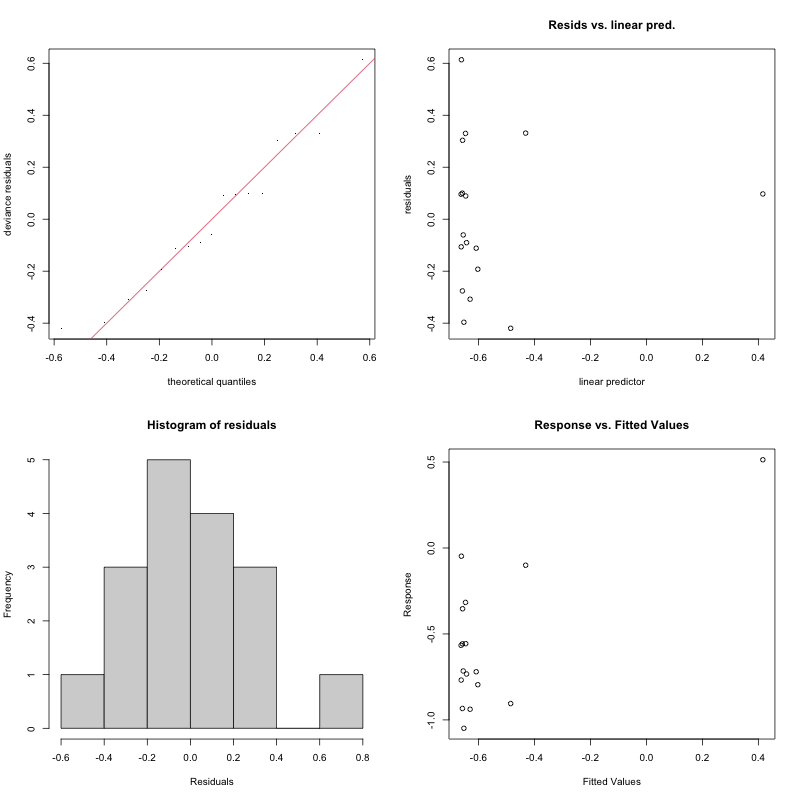 deviance residuals
-0.4 -0.2 0.0 0.2 0.4 0.6
-0.6 -0.4 -0.2 0.0 0.2 0.4 0.6
theoretical quantiles
Resids vs. linear pred.
residuals
-0.4 -0.2 0.0 0.2 0.4 0.6
-0.6 -0.4 -0.2 0.0 0.2 0.4
linear predictor
Histogram of residuals
Frequency
0 1 2 3 4 5
-0.6 -0.4 -0.2 0.0 0.2 0.4 0.6 0.8
Residuals
Response vs. Fitted Values
Response
-1.0 -0.5 0.0 0.5
-0.6 -0.4 -0.2 0.0 0.2 0.4
Fitted Values